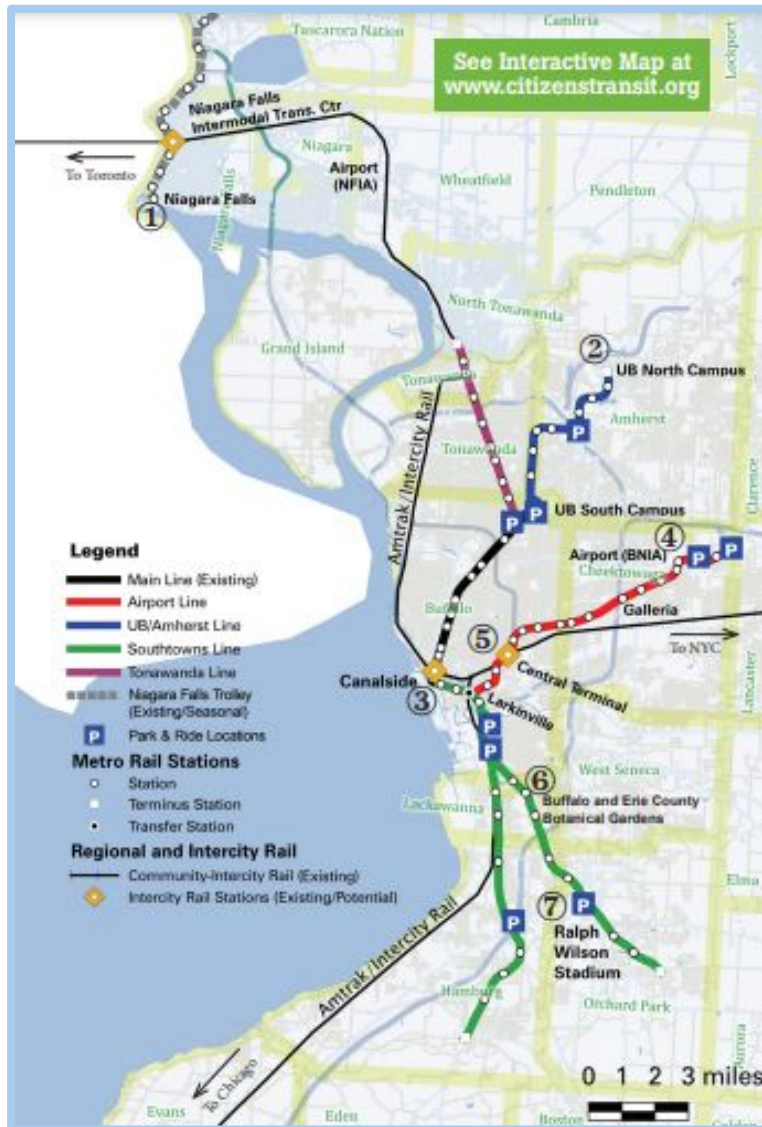 Tuscarora Nation
Cambria
Lockport
See Interactive Map at
www.citizenstransit.org
Niagara Falls
Intermodal Trans. Ctr
To Toronto
Niagara
Airport
(NFIA)
Wheatfield
Pendleton
① Niagara Falls
Niagara Falls
North Tonawanda
Grand Island
②
UB North Campus
Tonawanda
Amherst
Tonawanda
Amtrak/Intercity Rail
UB South Campus
Clarence
④
Airport (BNIA)
Cheektowaga
Galleria
Buffalo
⑤
To NYC
Central Terminal
Canalside
③
Larkinville
Lancaster
Legend
Main Line (Existing)
Airport Line
UB/Amherst Line
Southtowns Line
Tonawanda Line
Niagara Falls Trolley
(Existing/Seasonal)
P Park & Ride Locations
Metro Rail Stations
Station
Terminus Station
Transfer Station
Regional and Intercity Rail
Community-Intercity Rail (Existing)
Intercity Rail Stations (Existing/Potential)
West Seneca
⑥
Lackawanna
Buffalo and Erie County
Botanical Gardens
Elma
⑦
Ralph
Wilson
Stadium
Amtrak/Intercity Rail
Hamburg
Orchard Park
Aurora
To Chicago
0 1 2 3 miles
Evans
Eden
Boston
Colden